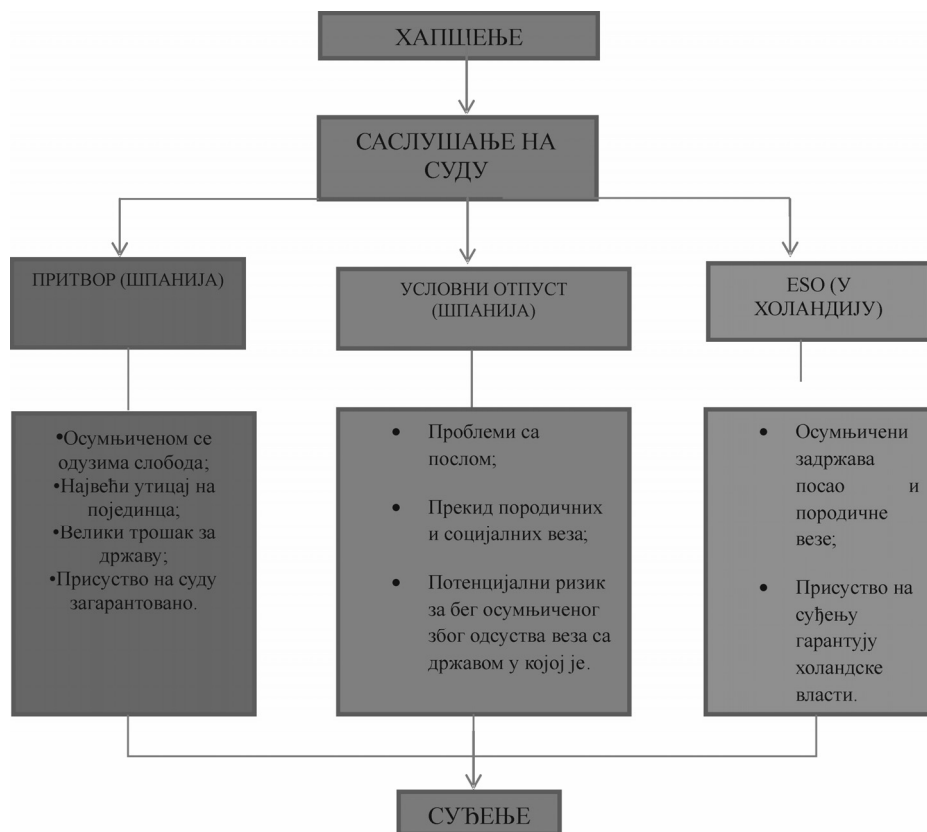 ХАПШЕЊЕ
САСЛУШАЊЕ НА
СУДУ
ПРИТВОР (ШПАНИЈА)
УСЛОВНИ ОТПУСТ
(ШПАНИЈА)
ESO (У
ХОЛАНДИЈУ)
•Осумњиченом се
одузима слобода;
•Највећи утицај на
појединца;
•Велики трошак за
државу;
•Присуство на суду
загарантовано.
• Проблеми са
послом;
• Прекид породичних
и социјалних веза;
• Потенцијални ризик
за бег осумњиченог
због одсуства веза са
државом у којој је.
• Осумњичени
задржава
посао и
породичне
везе;
• Присуство на
суђењу
гарантују
холандске
власти.
СУЂЕЊЕ